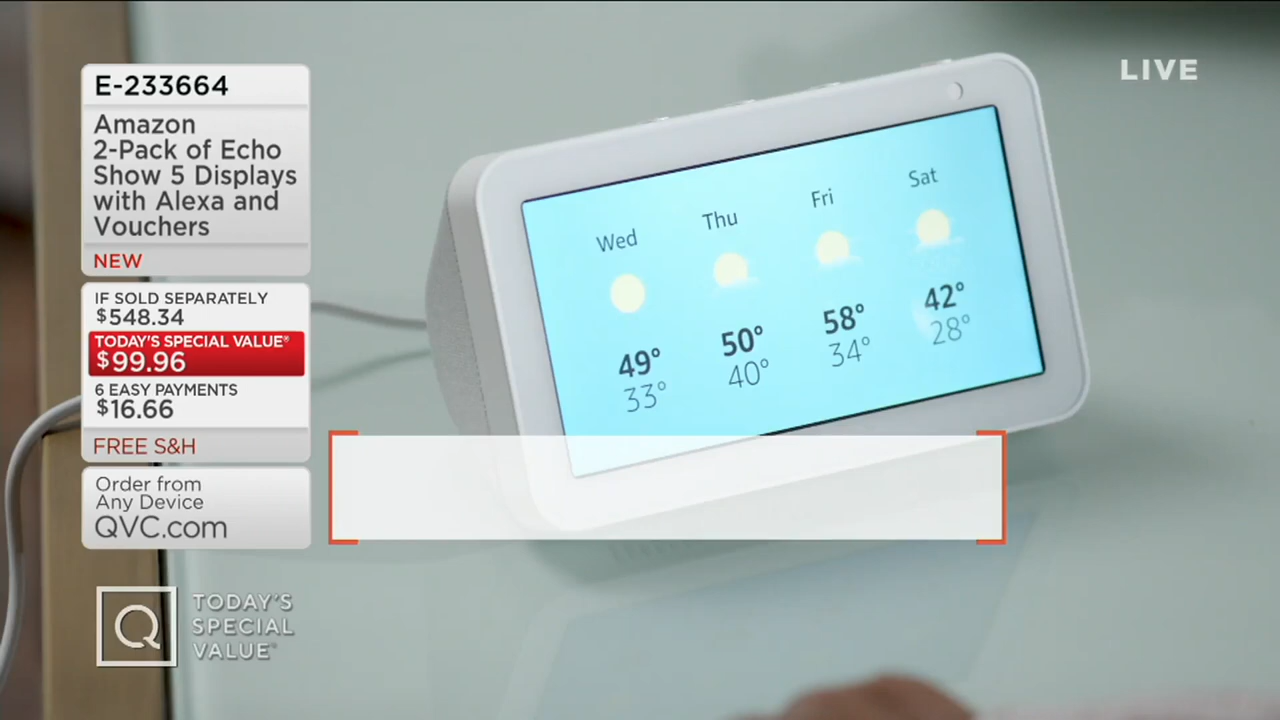 E-233664
Amazon
2-Pack of Echo
Show 5 Displays
with Alexa and
Vouchers
NEW
IF SOLD SEPARATELY
$548.34
TODAY'S SPECIAL VALUE®
$99.96
6 EASY PAYMENTS
$16.66
FREE S&H
Order from
Any Device
QVC.com
Q
TODAY'S
SPECIAL
VALUE®
LIVE
Wed Thu Fri Sat
49° 50° 58° 42°
33° 40° 34° 28°